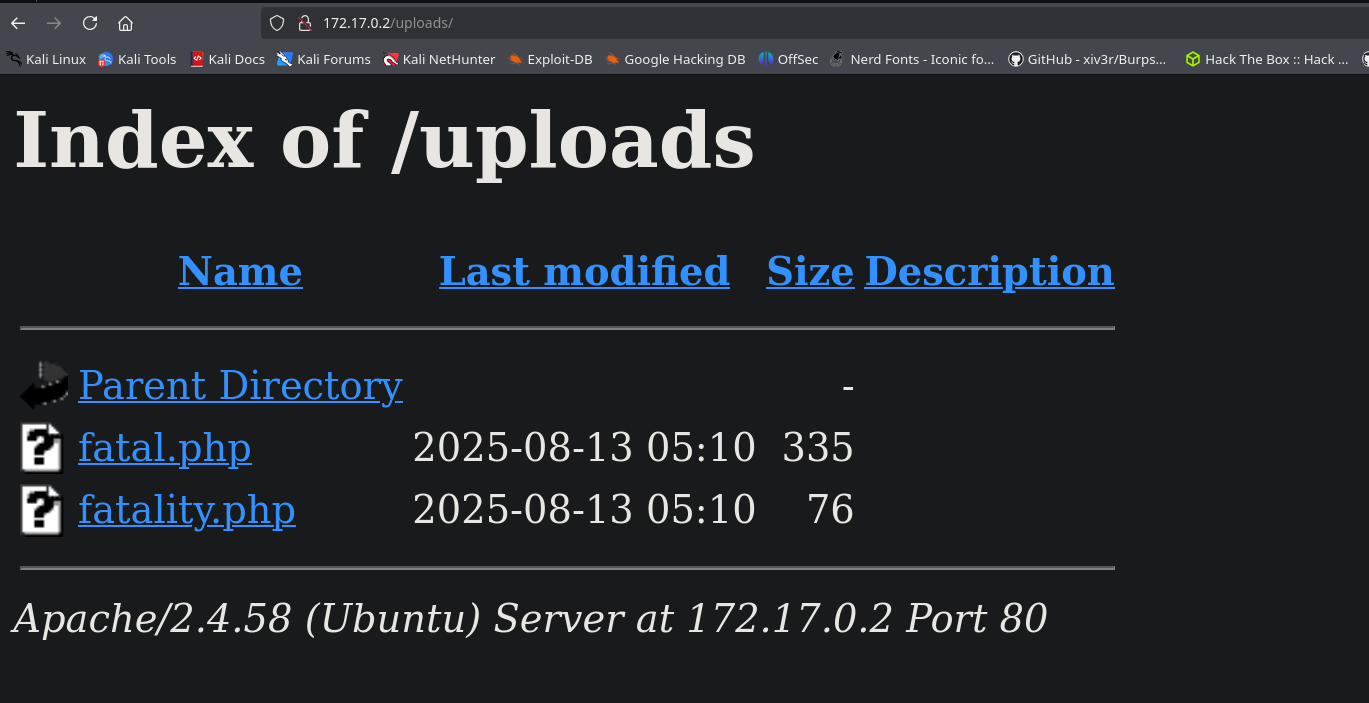 172.17.0.2/uploads/
Kali Linux Kali Tools Kali Docs Kali Forums Kali NetHunter Exploit-DB Google Hacking DB OffSec Nerd Fonts - Iconic fo... GitHub - xiv3r/Burps... Hack The Box :: Hack ...
Index of /uploads
Name Last modified Size Description
Parent Directory -
fatal.php 2025-08-13 05:10 335
fatality.php 2025-08-13 05:10 76
Apache/2.4.58 (Ubuntu) Server at 172.17.0.2 Port 80